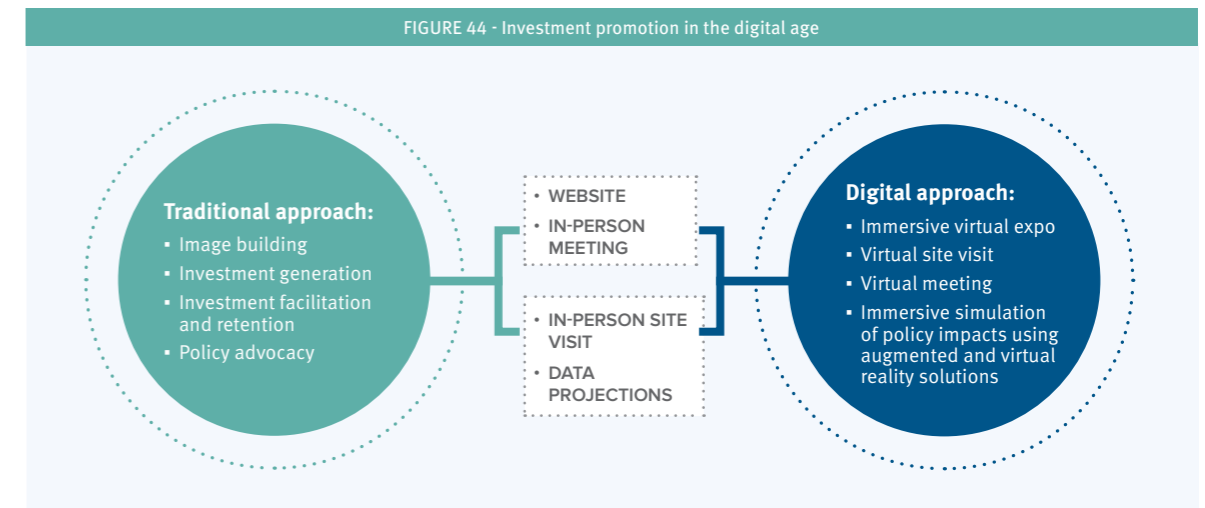 FIGURE 44 - Investment promotion in the digital age
Traditional approach:
▪ Image building
▪ Investment generation
▪ Investment facilitation
and retention
▪ Policy advocacy
• WEBSITE
• IN-PERSON
MEETING
• IN-PERSON SITE
VISIT
• DATA
PROJECTIONS
Digital approach:
▪ Immersive virtual expo
▪ Virtual site visit
▪ Virtual meeting
▪ Immersive simulation
of policy impacts using
augmented and virtual
reality solutions